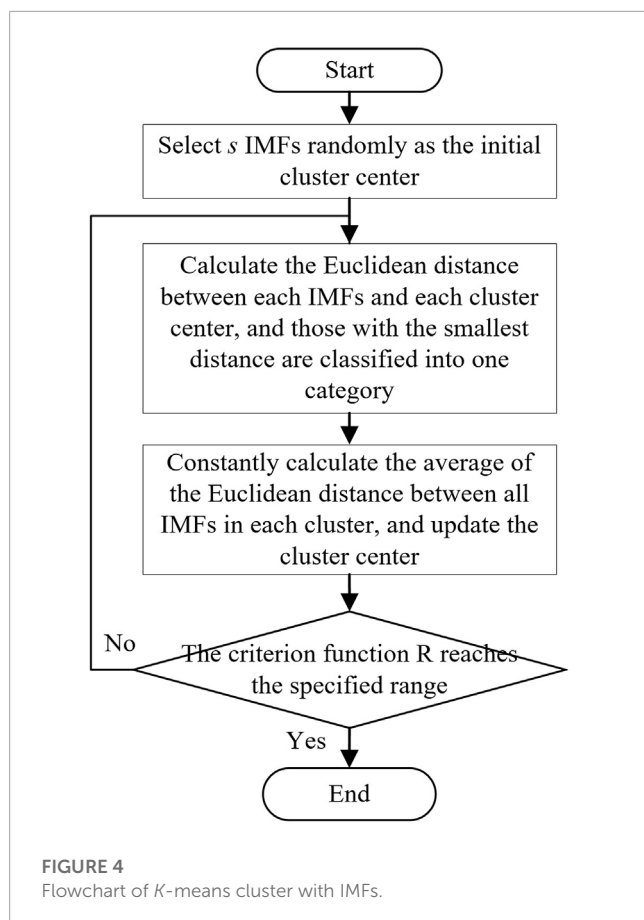 Start
Select s IMFs randomly as the initial
cluster center
Calculate the Euclidean distance
between each IMFs and each cluster
center, and those with the smallest
distance are classified into one
category
Constantly calculate the average of
the Euclidean distance between all
IMFs in each cluster, and update the
cluster center
No
The criterion function R reaches
the specified range
Yes
End
FIGURE 4
Flowchart of K-means cluster with IMFs.